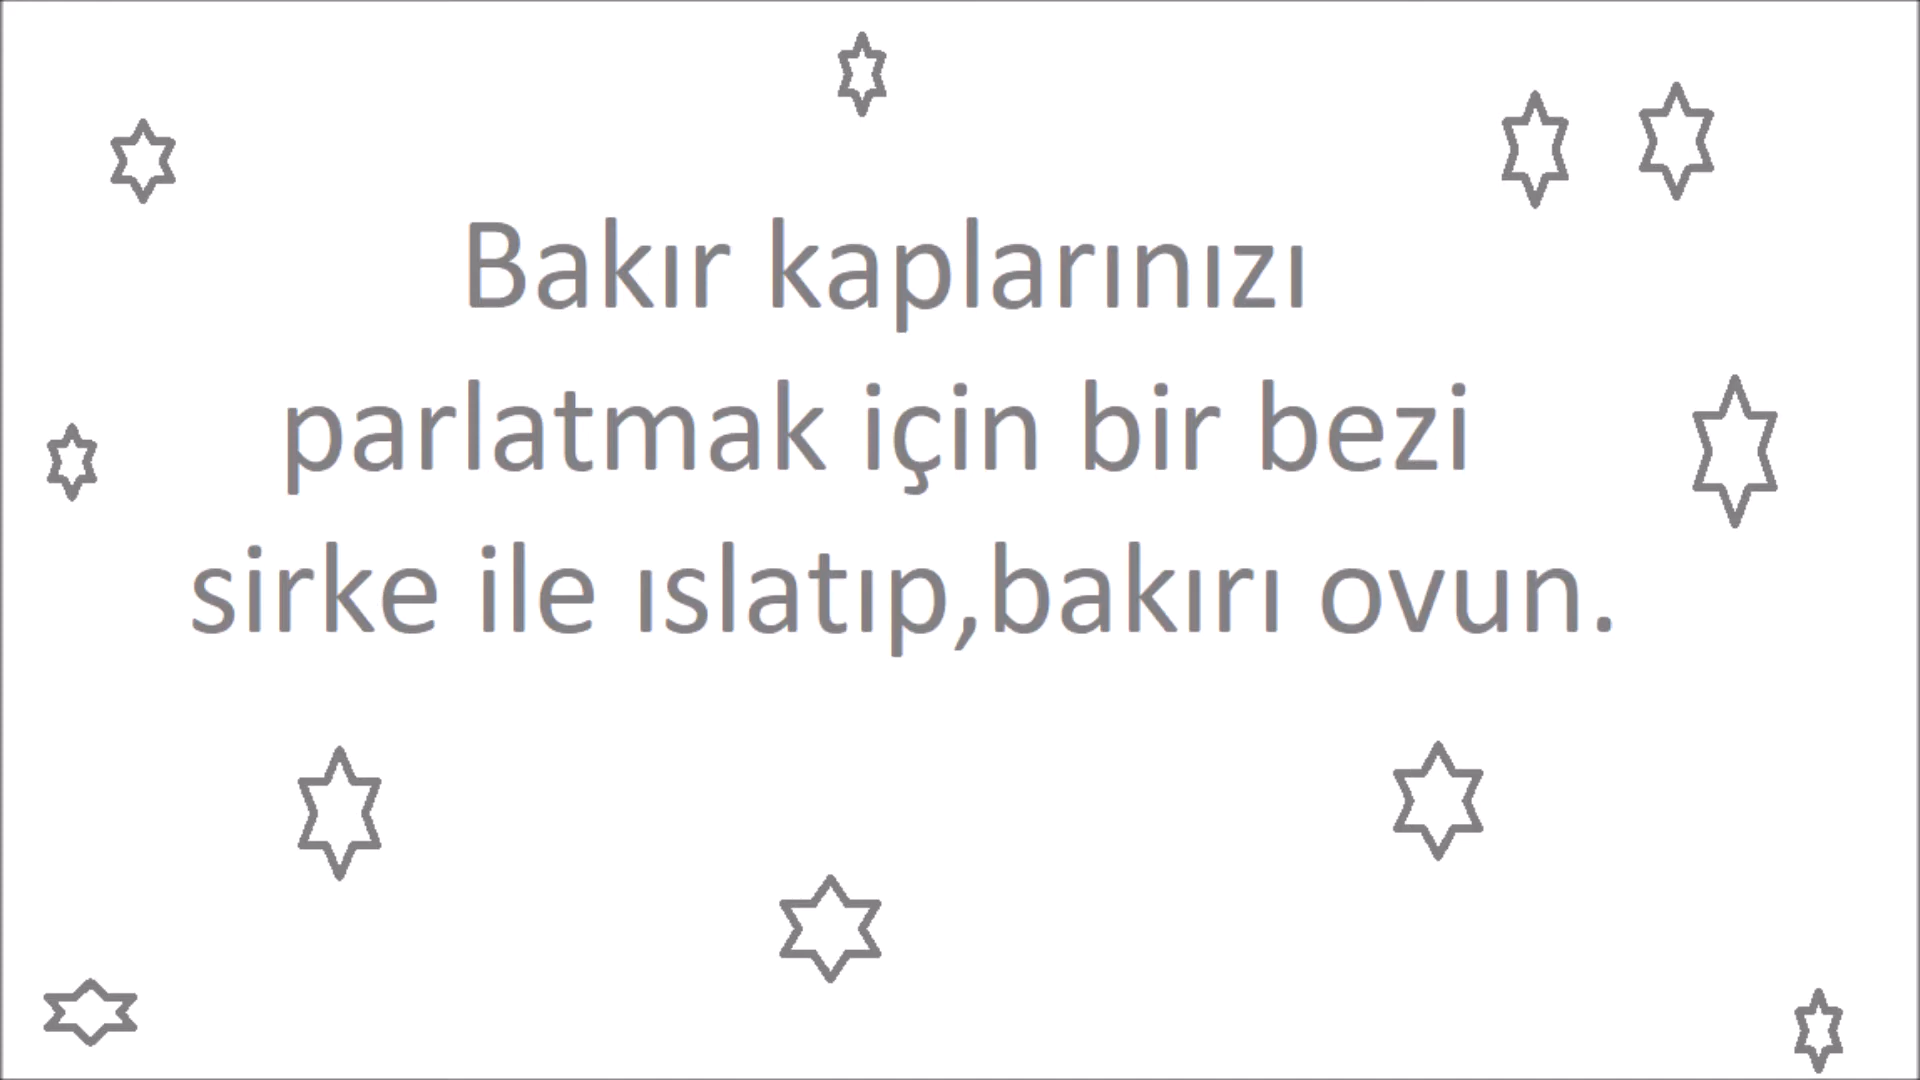 Bakır kaplarınızı
parlatmak için bir bezi
sirke ile ıslatıp,bakırı ovun.